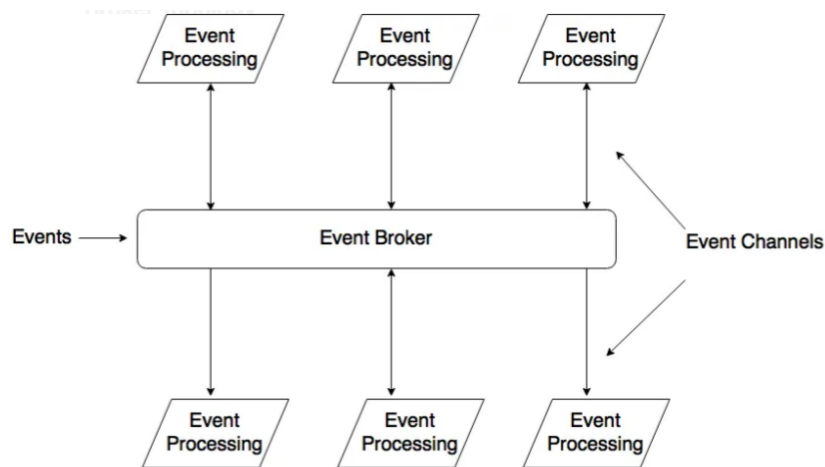 Event
Processing
Event
Processing
Event
Processing
Events
Event Broker
Event Channels
Event
Processing
Event
Processing
Event
Processing